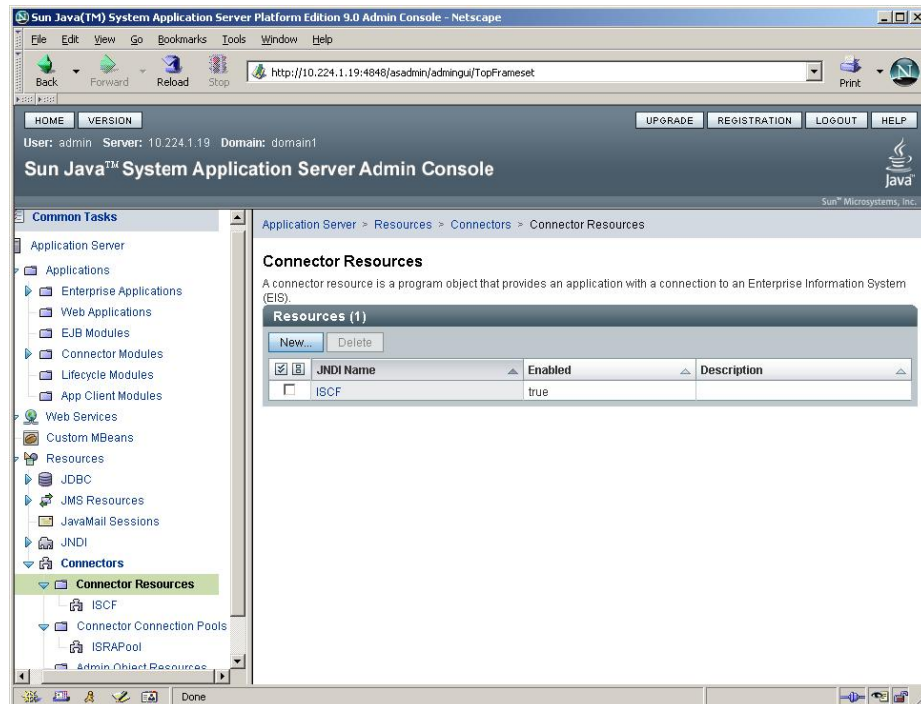 Sun Java(TM) System Application Server Platform Edition 9.0 Admin Console - Netscape
File Edit View Go Bookmarks Tools Window Help
Back Forward Reload Stop http://10.224.1.19:4848/asadmin/admingui/TopFrameset Print N
HOME VERSION UPGRADE REGISTRATION LOGOUT HELP
User: admin Server: 10.224.1.19 Domain: domain1
Sun Java™ System Application Server Admin Console
Java™
Sun™ Microsystems, Inc.
Common Tasks
Application Server
Applications
Enterprise Applications
Web Applications
EJB Modules
Connector Modules
Lifecycle Modules
App Client Modules
Web Services
Custom MBeans
Resources
JDBC
JMS Resources
JavaMail Sessions
JNDI
Connectors
Connector Resources
ISCF
Connector Connection Pools
ISRAPool
Admin Object Resources
Application Server > Resources > Connectors > Connector Resources
Connector Resources
A connector resource is a program object that provides an application with a connection to an Enterprise Information System
(EIS).
Resources (1)
New... Delete
JNDI Name Enabled Description
ISCF true
Done